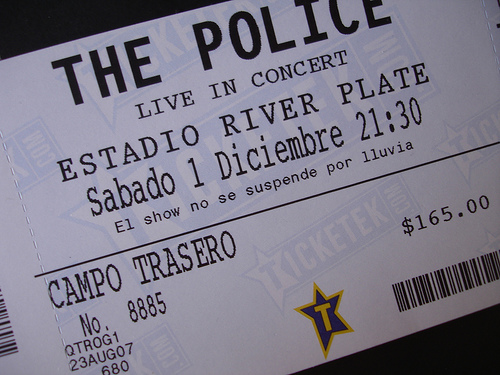 THE POLICE
LIVE IN CONCERT
ESTADIO RIVER PLATE
Sabado 1 Diciembre 21:30
El show no se suspende por lluvia
CAMPO TRASERO
$165.00
No. 8885
QTROG1
23AUG07
680
TICKETEK
T